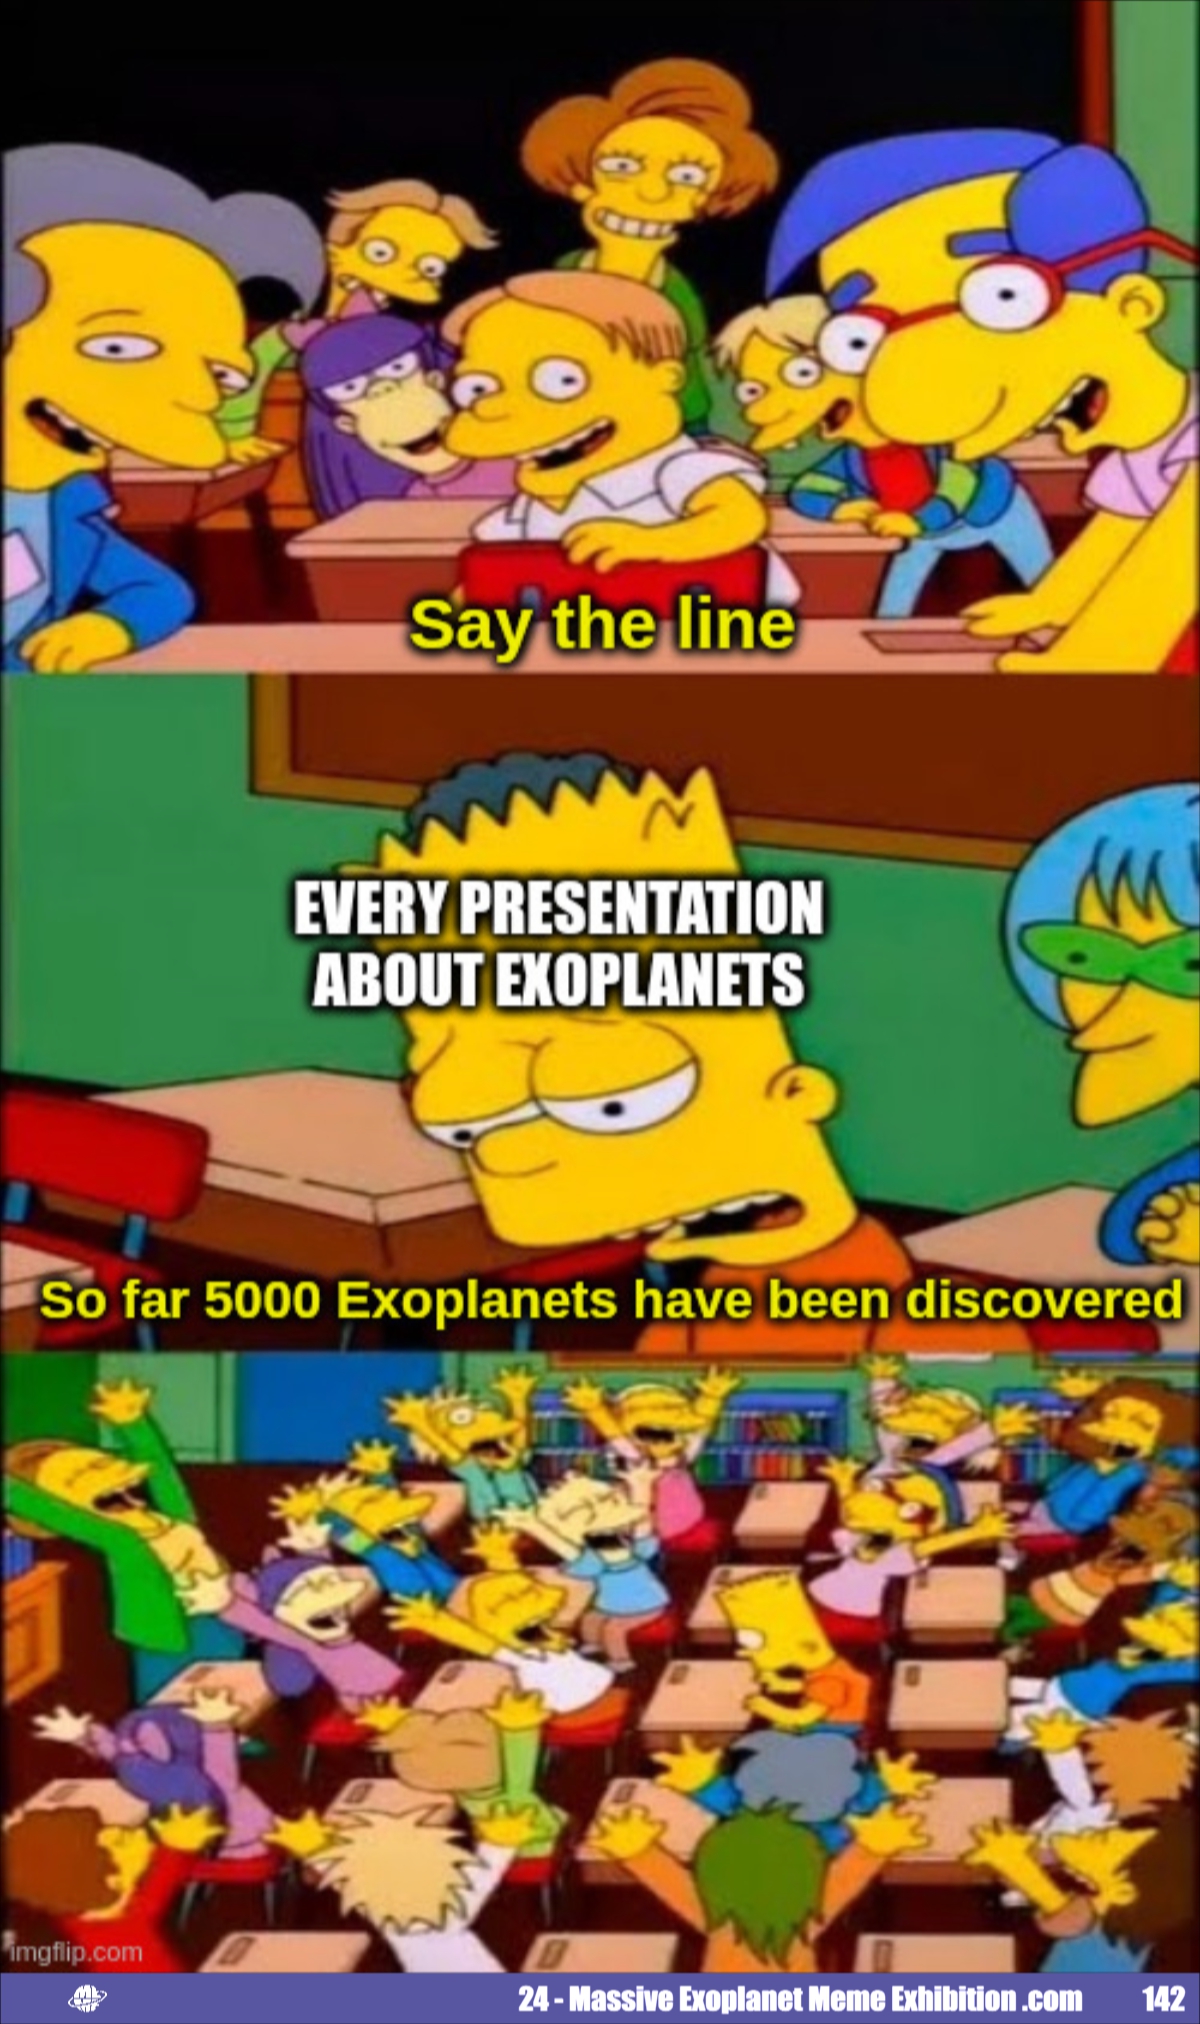 Say the line
EVERY PRESENTATION
ABOUT EXOPLANETS
So far 5000 Exoplanets have been discovered
imgflip.com
24 - Massive Exoplanet Meme Exhibition .com 142